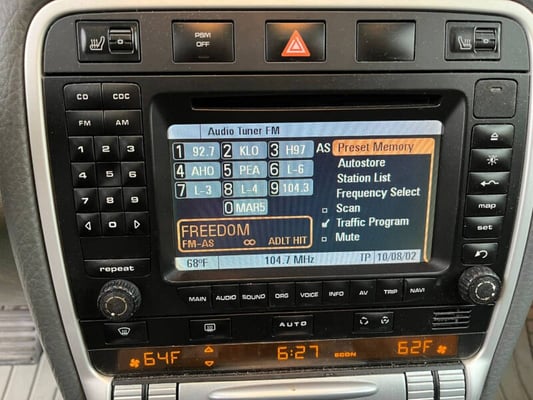 PSM OFF
CD CDC
FM AM
1 2 3
4 5 6
7 8 9
0
repeat
Audio Tuner FM
1 92.7 2 KLO 3 H97 AS Preset Memory
4 AHO 5 PEA 6 L-6 Autostore
7 L-3 8 L-4 9 104.3 Station List
0 MAR5 Frequency Select
Scan
Traffic Program
Mute
FREEDOM
FM-AS ∞ ADLT HIT
68°F 104.7 MHz TP 10/08/02
map
set
MAIN AUDIO SOUND ORG VOICE INFO AV TRIP NAVI
AUTO
64F 6:27 ECON 62F